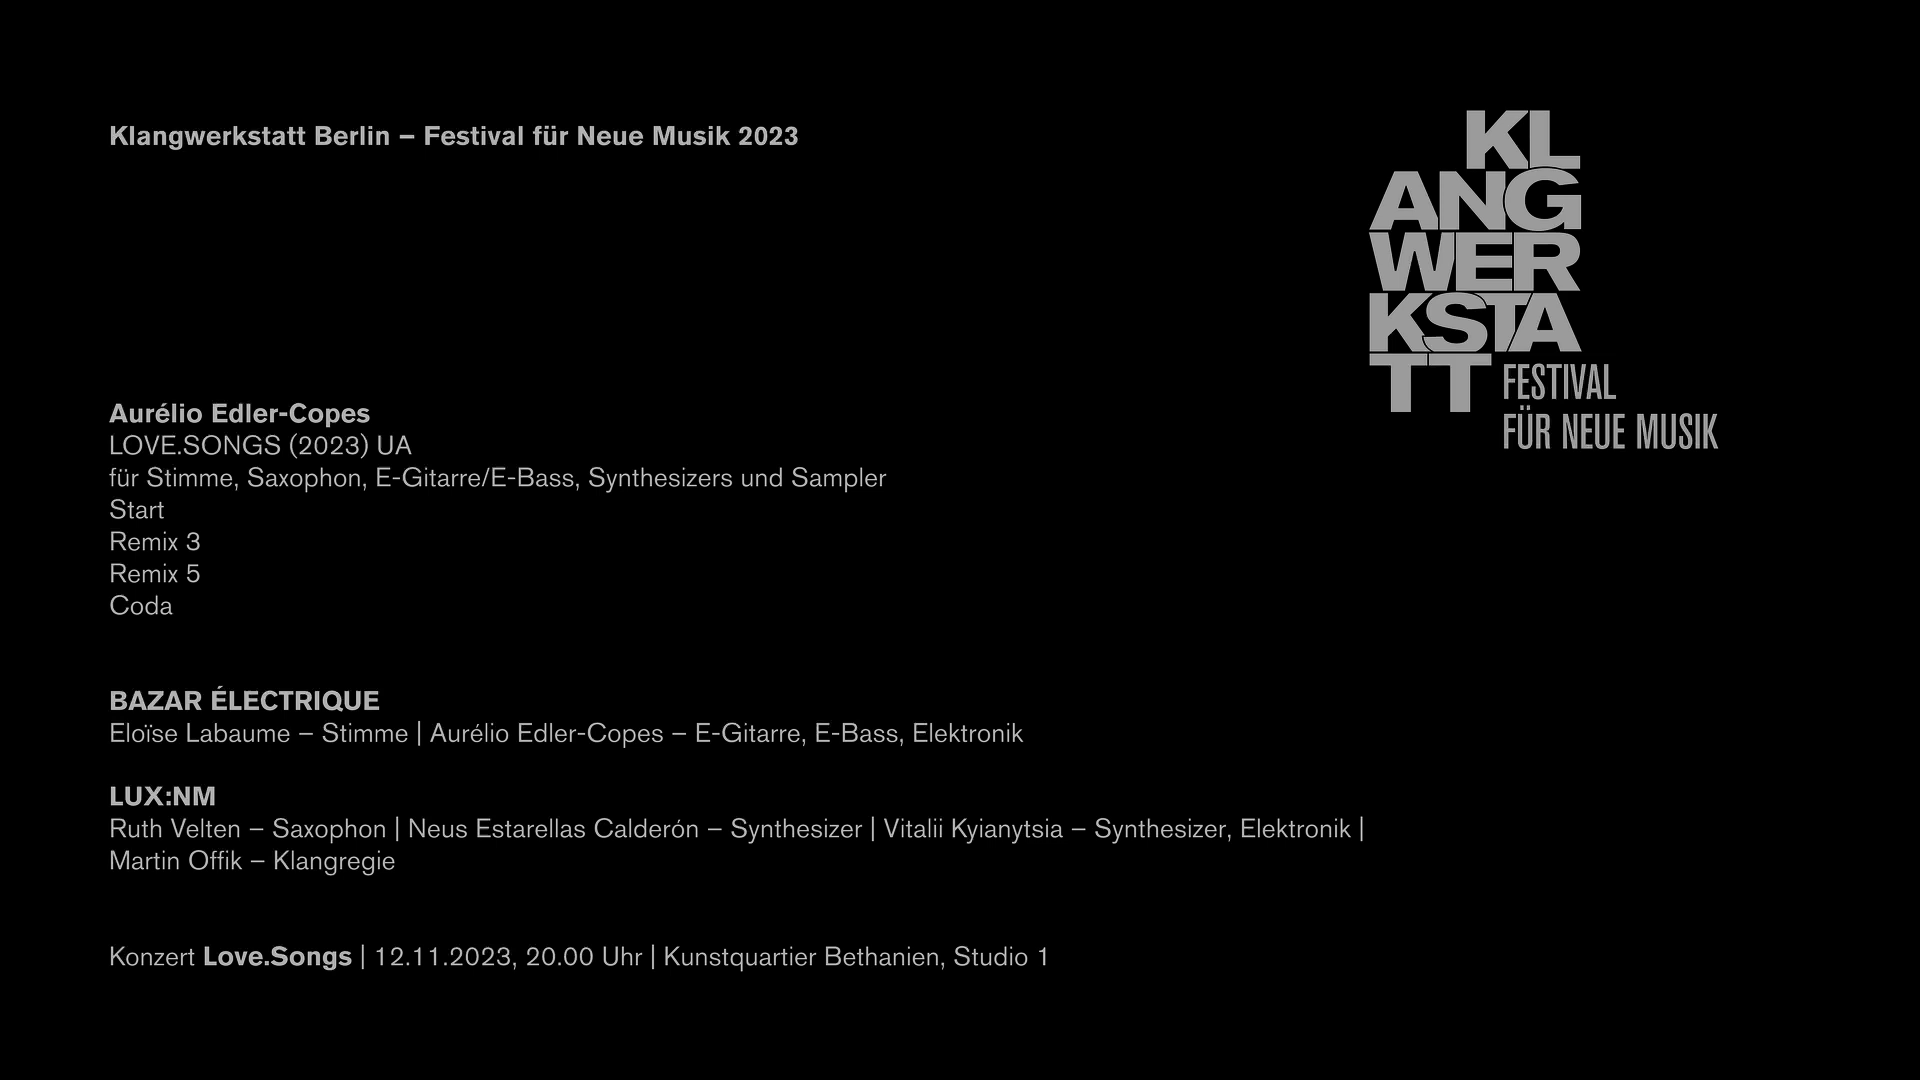 Klangwerkstatt Berlin – Festival für Neue Musik 2023
KL
ANG
WER
KSTA
TT
FESTIVAL
FÜR NEUE MUSIK
Aurélio Edler-Copes
LOVE.SONGS (2023) UA
für Stimme, Saxophon, E-Gitarre/E-Bass, Synthesizers und Sampler
Start
Remix 3
Remix 5
Coda
BAZAR ÉLECTRIQUE
Eloïse Labaume – Stimme | Aurélio Edler-Copes – E-Gitarre, E-Bass, Elektronik
LUX:NM
Ruth Velten – Saxophon | Neus Estarellas Calderón – Synthesizer | Vitalii Kyianytsia – Synthesizer, Elektronik |
Martin Offik – Klangregie
Konzert Love.Songs | 12.11.2023, 20.00 Uhr | Kunstquartier Bethanien, Studio 1